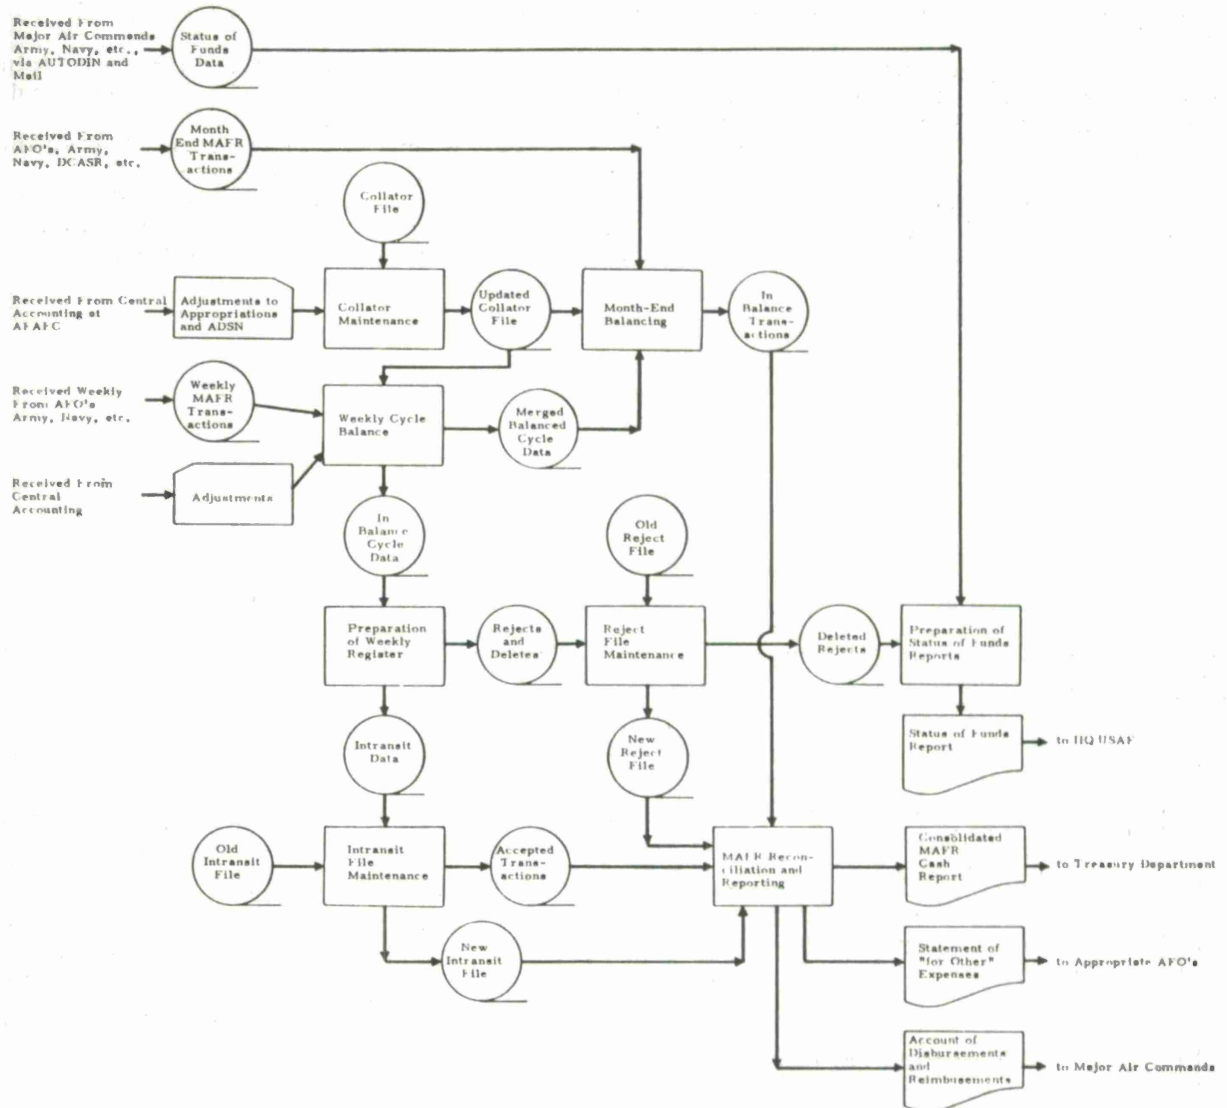 Received From
Major Air Commands
Army, Navy, etc.,
via AUTODIN and
Mail
Status of
Funds
Data
Received From
AFO's, Army,
Navy, DCASR, etc.
Month
End MAFR
Trans-
actions
Collator
File
Received From Central
Accounting at
AFAFC
Adjustments to
Appropriations
and ADSN
Collator
Maintenance
Updated
Collator
File
Month-End
Balancing
In
Balance
Trans-
actions
Received Weekly
From AFO's
Army, Navy, etc.
Weekly
MAFR
Trans-
actions
Weekly Cycle
Balance
Merged
Balanced
Cycle
Data
Received From
Central
Accounting
Adjustments
In
Balance
Cycle
Data
Old
Reject
File
Preparation
of Weekly
Register
Rejects
and
Deletes
Reject
File
Maintenance
Deleted
Rejects
Preparation of
Status of Funds
Reports
Intransit
Data
New
Reject
File
Status of Funds
Report
to HQ USAF
Old
Intransit
File
Intransit
File
Maintenance
Accepted
Trans-
actions
MAFR Recon-
ciliation and
Reporting
Consolidated
MAFR
Cash
Report
to Treasury Department
New
Intransit
File
Statement of
"for Other"
Expenses
to Appropriate AFO's
Account of
Disbursements
and
Reimbusements
to Major Air Commands